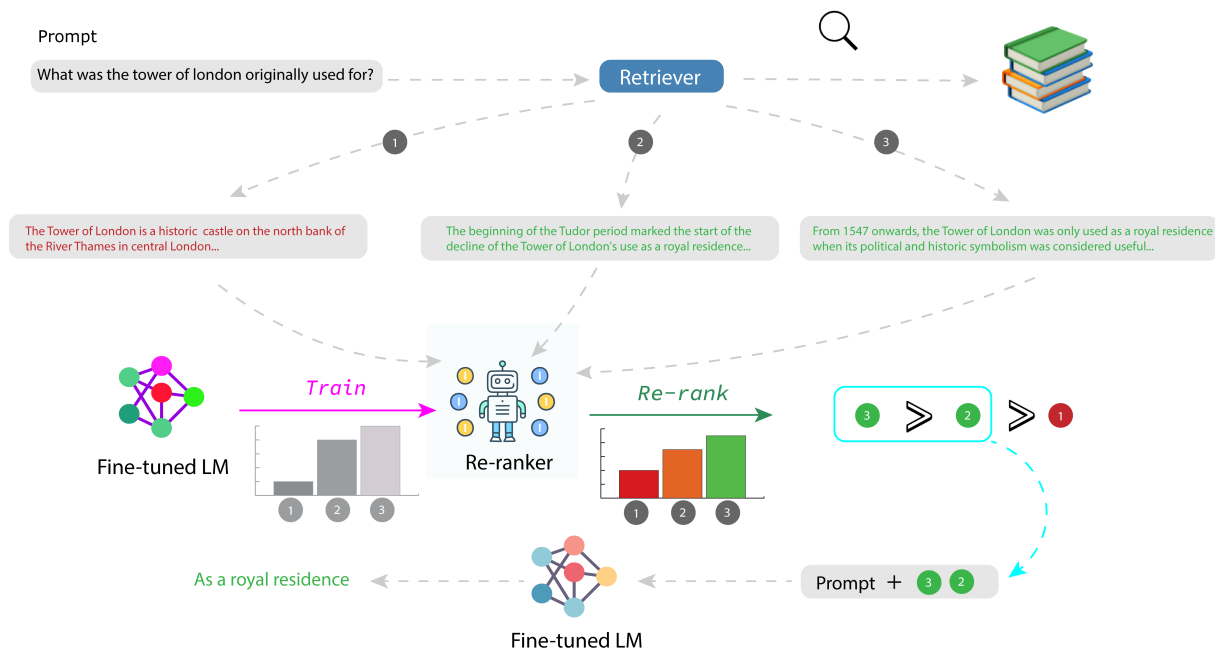 Prompt
What was the tower of london originally used for?
Retriever
1
2
3
The Tower of London is a historic castle on the north bank of
the River Thames in central London...
The beginning of the Tudor period marked the start of the
decline of the Tower of London's use as a royal residence...
From 1547 onwards, the Tower of London was only used as a royal residence
when its political and historic symbolism was considered useful...
Train
Re-rank
3 > 2 > 1
Fine-tuned LM
Re-ranker
1 2 3
1 2 3
As a royal residence
Prompt + 3 2
Fine-tuned LM